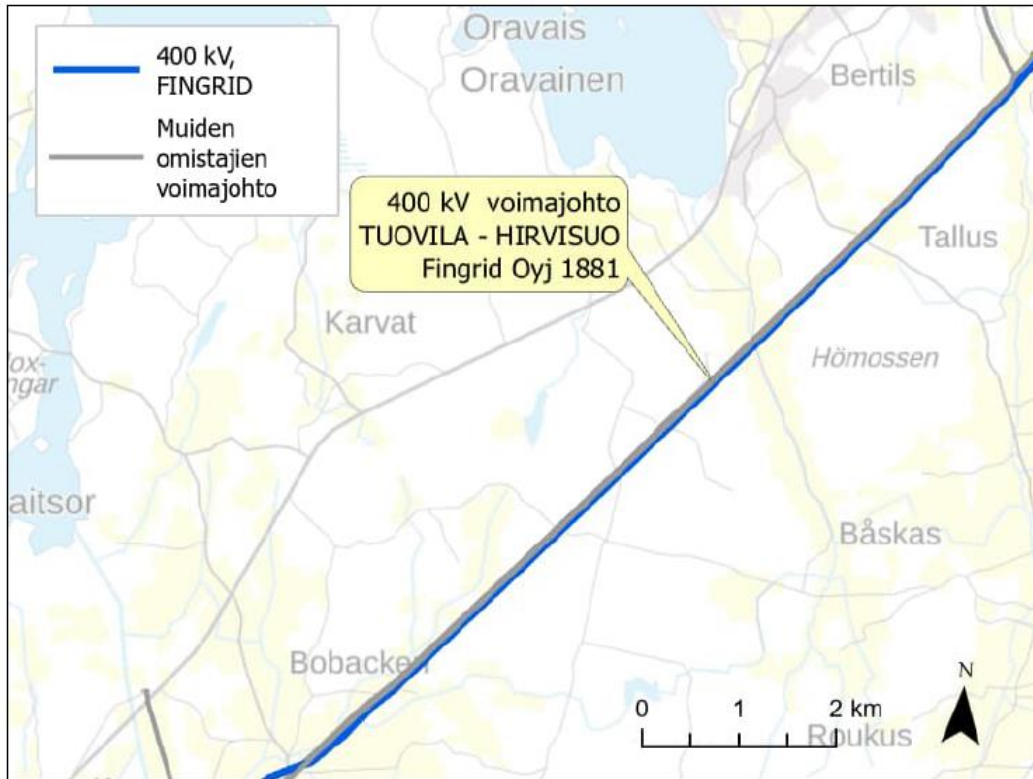 400 kV,
FINGRID
Muiden
omistajien
voimajohto
Oravais
Oravainen
Bertils
400 kV voimajohto
TUOVILA - HIRVISUO
Fingrid Oyj 1881
Tallus
Karvat
Hömossen
aitsor
Båskas
Bobacken
N
0 1 2 km
Roukus